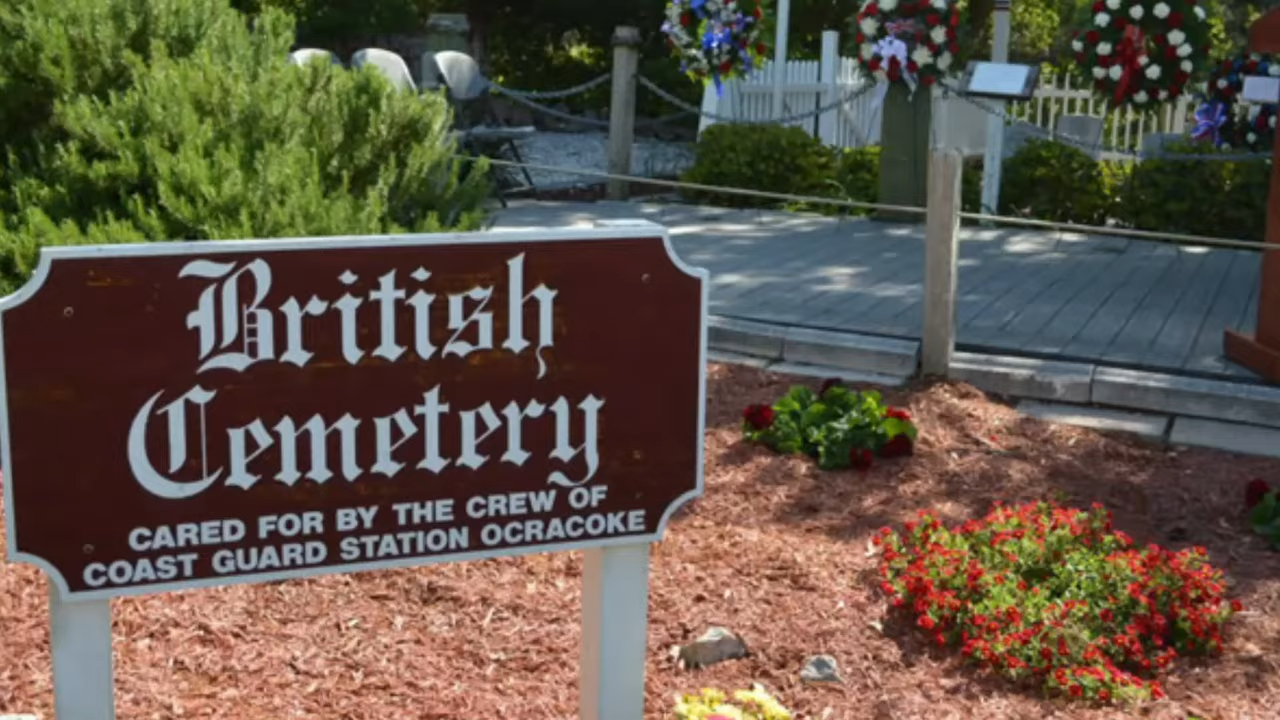 British
Cemetery
CARED FOR BY THE CREW OF
COAST GUARD STATION OCRACOKE